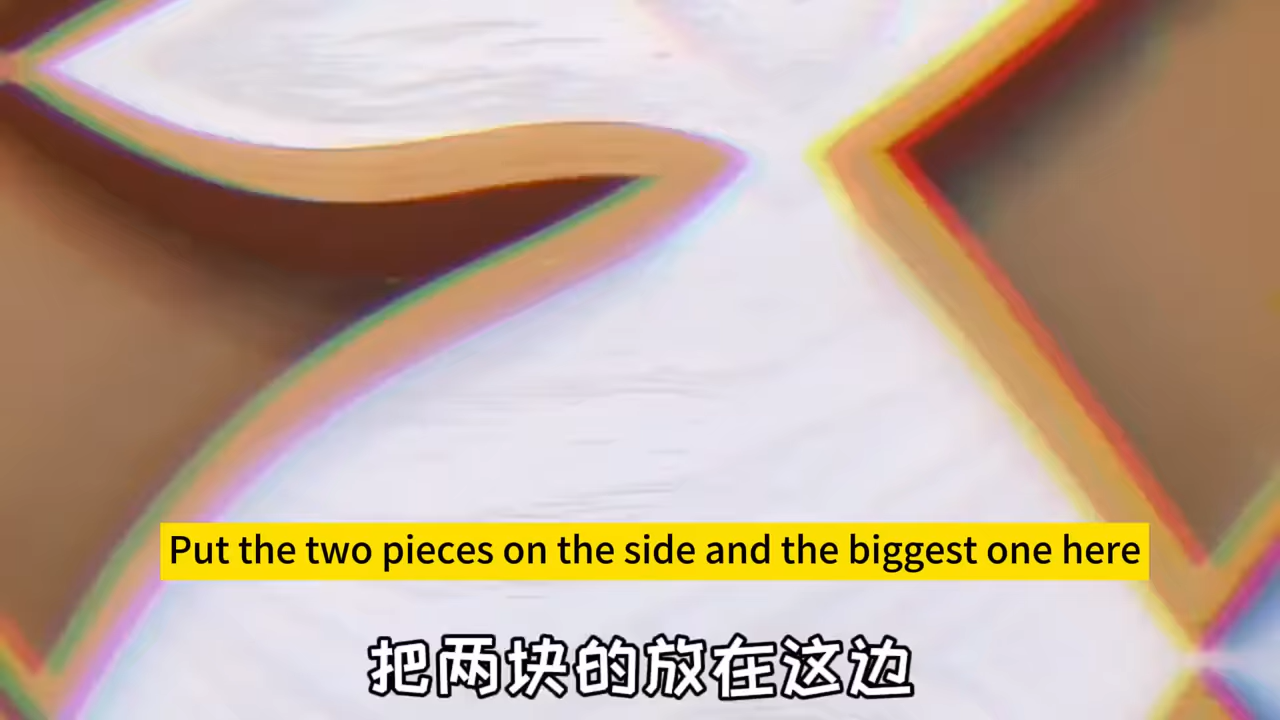 Put the two pieces on the side and the biggest one here
把两块的放在这边